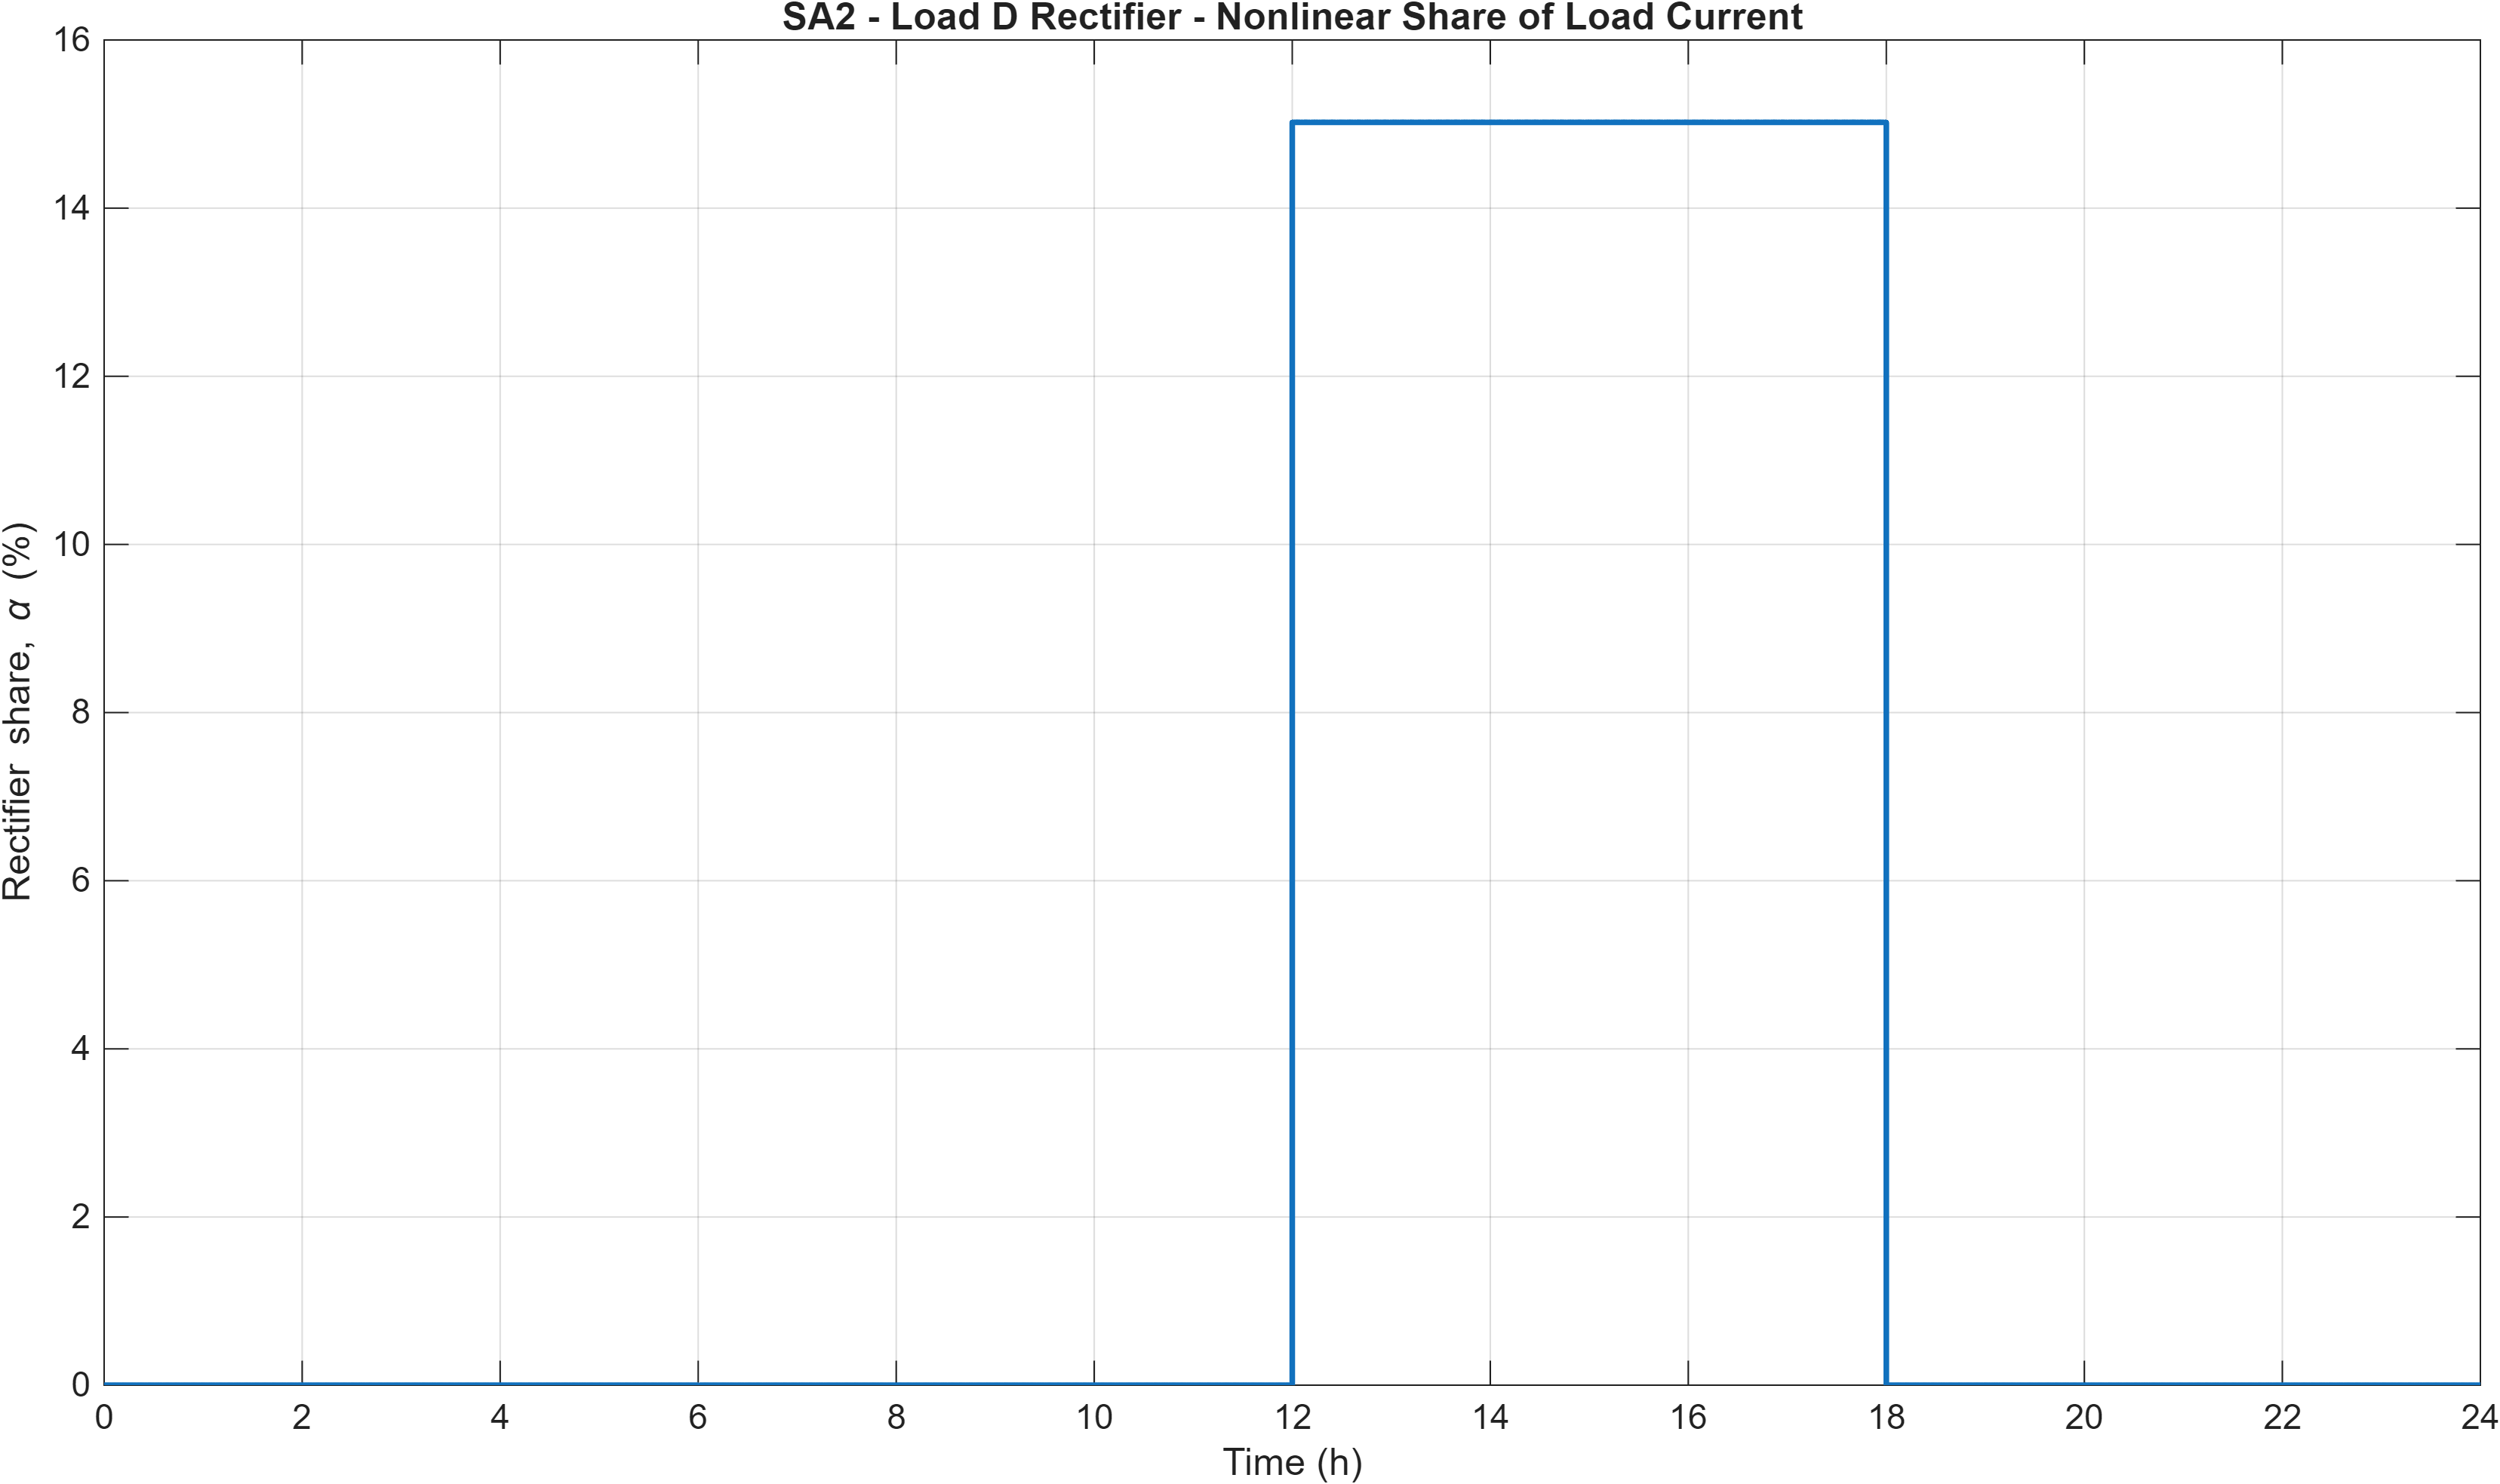 SA2 - Load D Rectifier - Nonlinear Share of Load Current
Rectifier share, α (%)
16
14
12
10
8
6
4
2
0
0 2 4 6 8 10 12 14 16 18 20 22 24
Time (h)